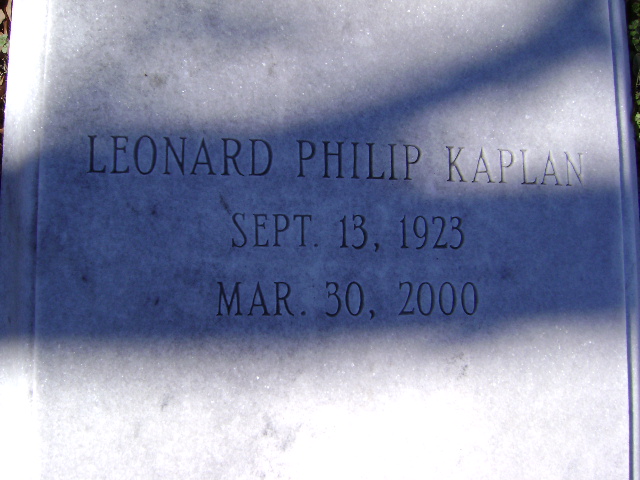 LEONARD PHILIP KAPLAN
SEPT. 13, 1923
MAR. 30, 2000